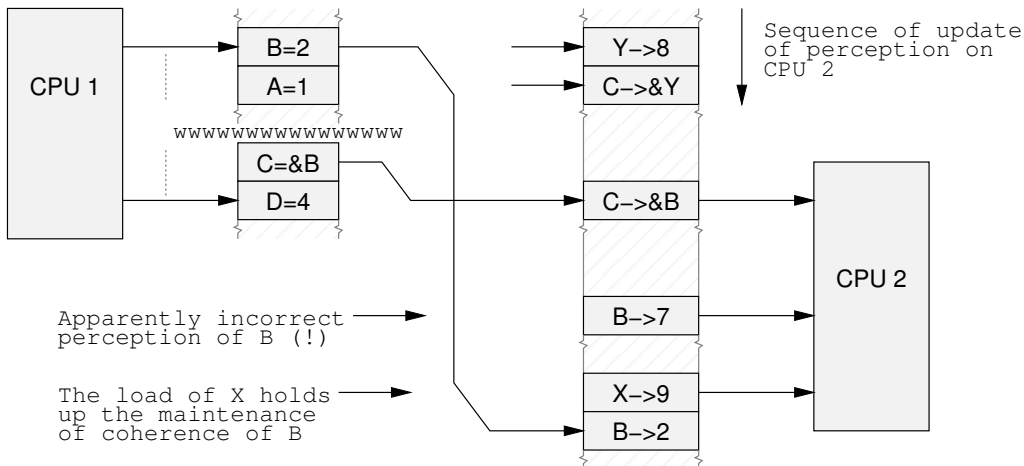 CPU 1
B=2
A=1
wwwwwwwwwwwwwwww
C=&B
D=4
Y->8
C->&Y
Sequence of update
of perception on
CPU 2
C->&B
CPU 2
B->7
Apparently incorrect
perception of B (!)
X->9
B->2
The load of X holds
up the maintenance
of coherence of B